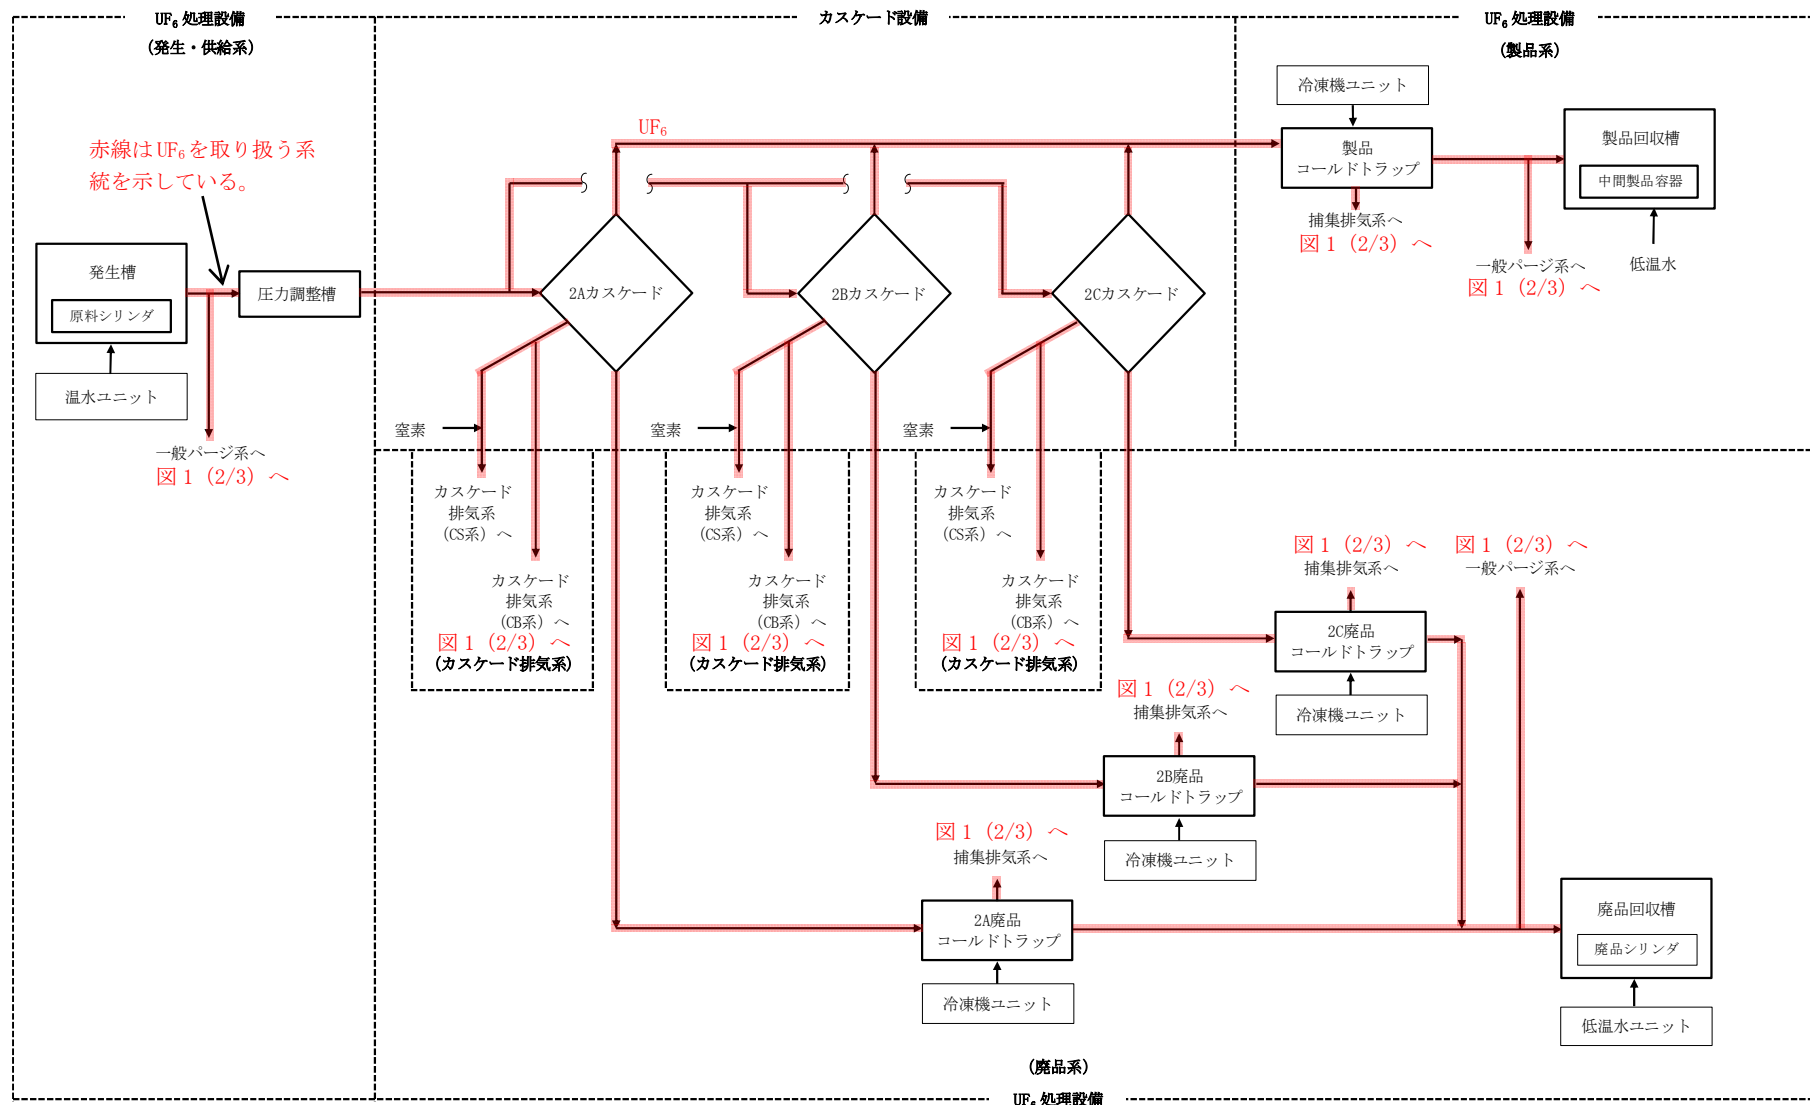 UF₆ 処理設備
(発生・供給系)
カスケード設備
UF₆ 処理設備
(製品系)
赤線はUF₆を取り扱う系
統を示している。
発生槽
原料シリンダ
温水ユニット
圧力調整槽
一般パージ系へ
図1（2/3）へ
UF₆
2Aカスケード
2Bカスケード
2Cカスケード
冷凍機ユニット
製品
コールドトラップ
捕集排気系へ
図1（2/3）へ
製品回収槽
中間製品容器
一般パージ系へ
図1（2/3）へ
低温水
窒素
窒素
窒素
カスケード
排気系
(CS系) へ
カスケード
排気系
(CB系) へ
図1（2/3）へ
(カスケード排気系)
カスケード
排気系
(CS系) へ
カスケード
排気系
(CB系) へ
図1（2/3）へ
(カスケード排気系)
カスケード
排気系
(CS系) へ
カスケード
排気系
(CB系) へ
図1（2/3）へ
(カスケード排気系)
図1（2/3）へ
捕集排気系へ
図1（2/3）へ
一般パージ系へ
2C廃品
コールドトラップ
冷凍機ユニット
図1（2/3）へ
捕集排気系へ
2B廃品
コールドトラップ
冷凍機ユニット
図1（2/3）へ
捕集排気系へ
2A廃品
コールドトラップ
冷凍機ユニット
廃品回収槽
廃品シリンダ
低温水ユニット
(廃品系)
UF₆ 処理設備